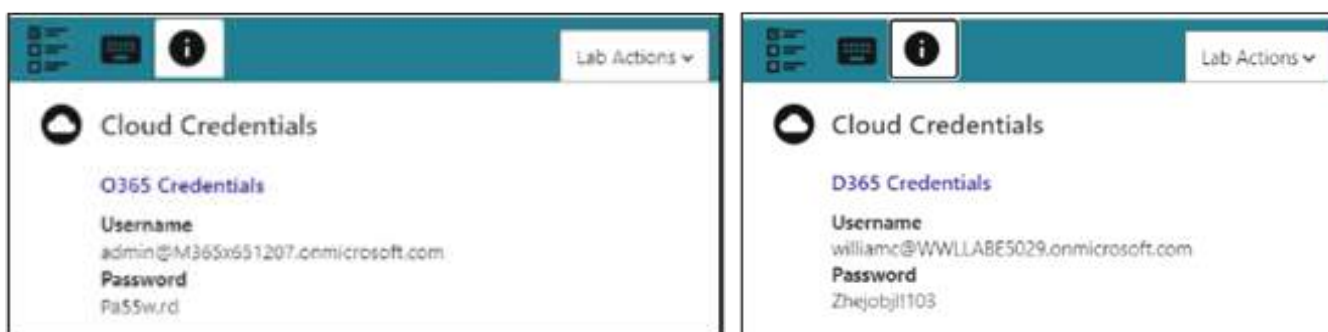 Lab Actions
Cloud Credentials
O365 Credentials
Username
admin@M365x651207.onmicrosoft.com
Password
Pa55w.rd
Lab Actions
Cloud Credentials
D365 Credentials
Username
williamc@WWLLABE5029.onmicrosoft.com
Password